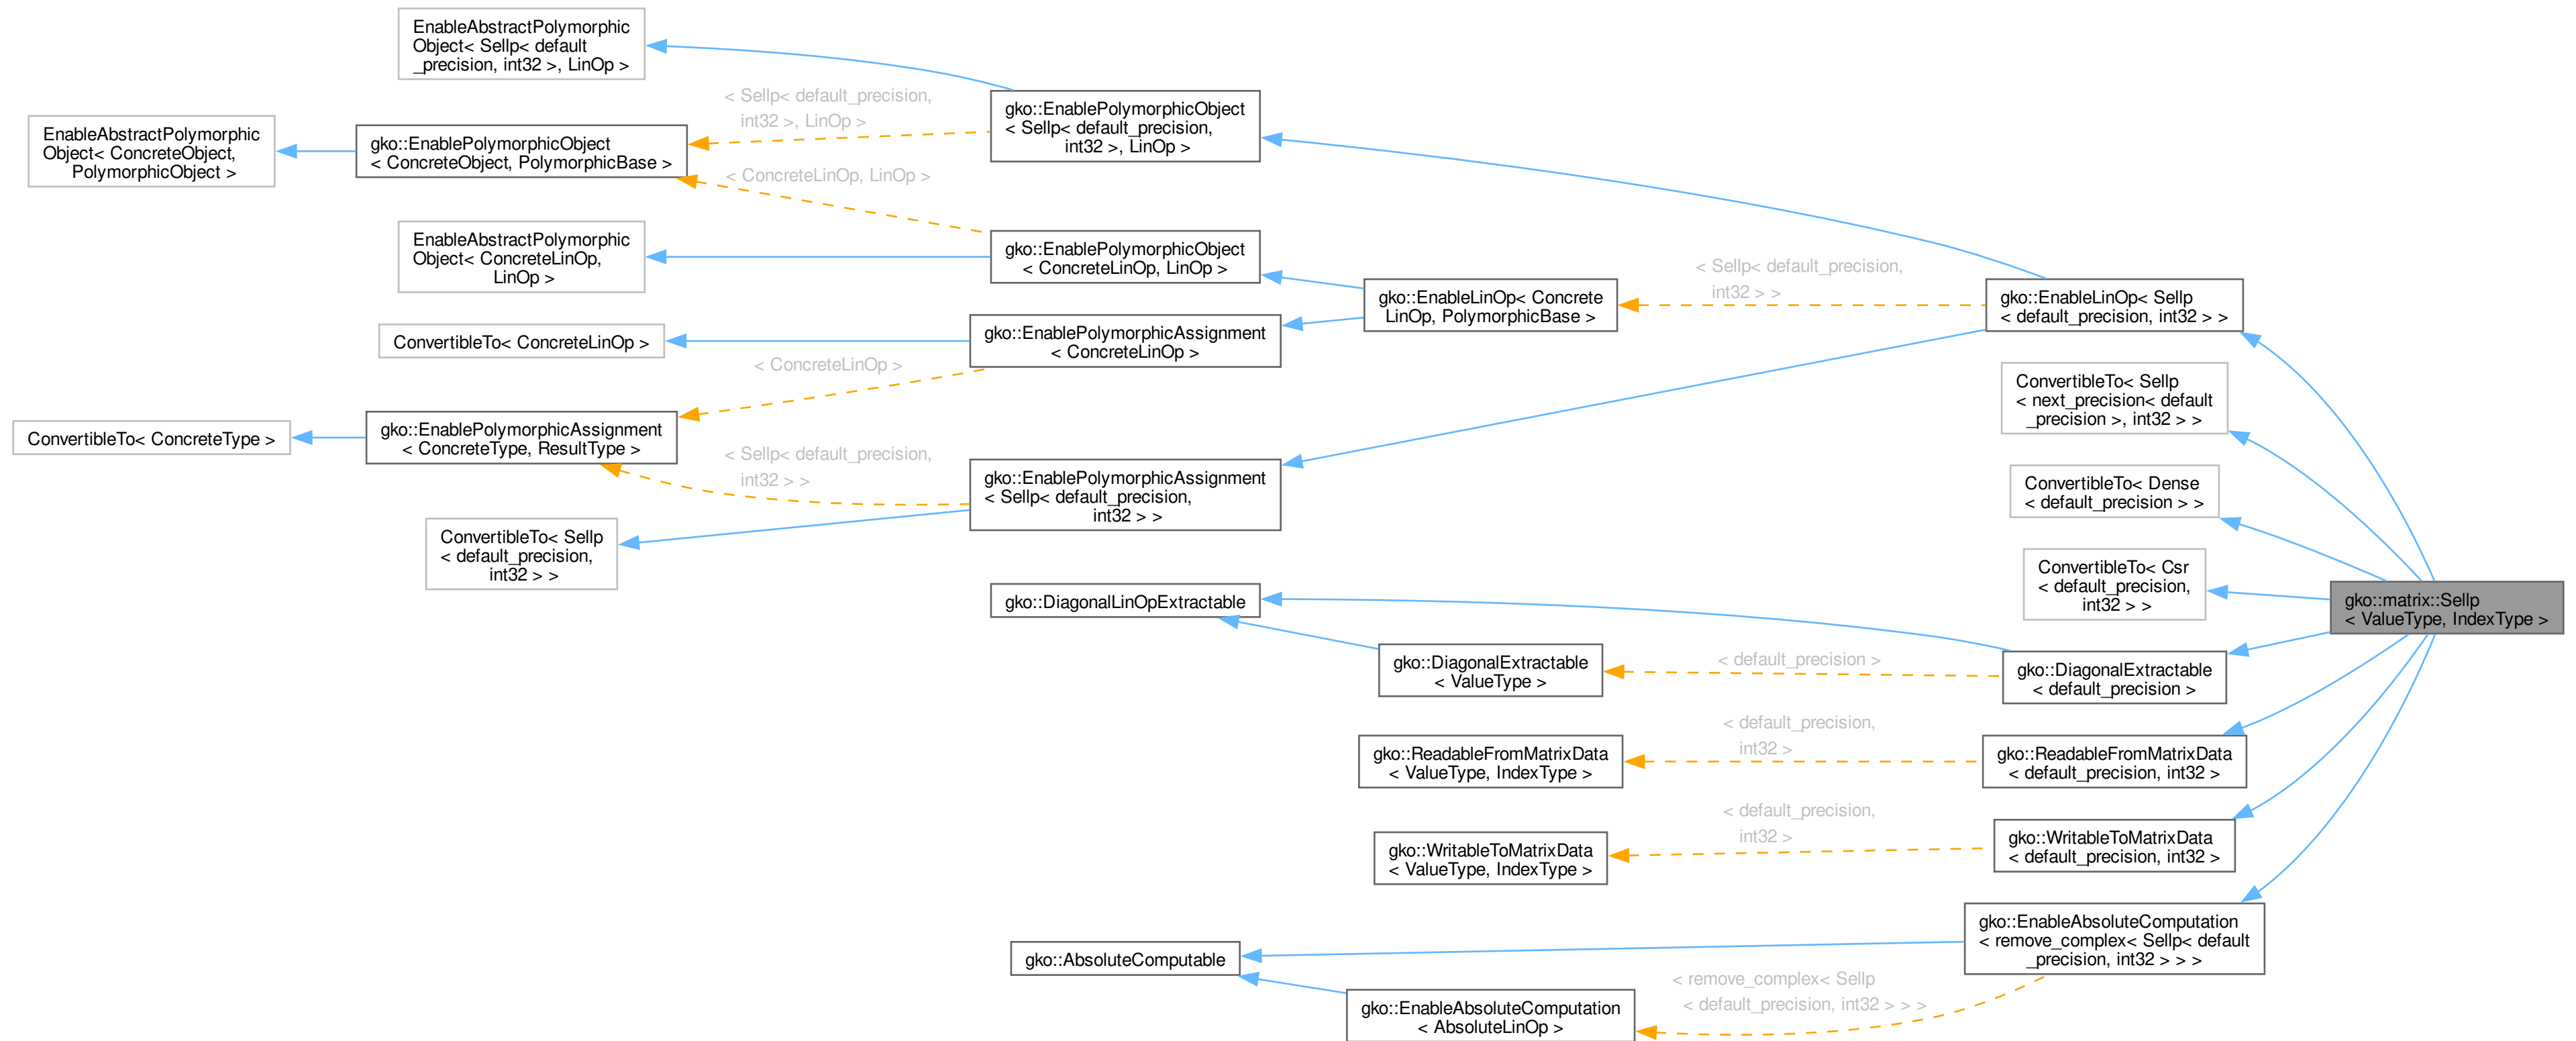 EnableAbstractPolymorphic
Object< Sellp< default
_precision, int32 >, LinOp >
EnableAbstractPolymorphic
Object< ConcreteObject,
PolymorphicObject >
gko::EnablePolymorphicObject
< ConcreteObject, PolymorphicBase >
< Sellp< default_precision,
int32 >, LinOp >
gko::EnablePolymorphicObject
< Sellp< default_precision,
int32 >, LinOp >
< ConcreteLinOp, LinOp >
EnableAbstractPolymorphic
Object< ConcreteLinOp,
LinOp >
gko::EnablePolymorphicObject
< ConcreteLinOp, LinOp >
gko::EnableLinOp< Concrete
LinOp, PolymorphicBase >
< Sellp< default_precision,
int32 > >
gko::EnableLinOp< Sellp
< default_precision, int32 > >
ConvertibleTo< ConcreteLinOp >
gko::EnablePolymorphicAssignment
< ConcreteLinOp >
< ConcreteLinOp >
ConvertibleTo< Sellp
< next_precision< default
_precision >, int32 > >
ConvertibleTo< ConcreteType >
gko::EnablePolymorphicAssignment
< ConcreteType, ResultType >
< Sellp< default_precision,
int32 > >
gko::EnablePolymorphicAssignment
< Sellp< default_precision,
int32 > >
ConvertibleTo< Dense
< default_precision > >
ConvertibleTo< Sellp
< default_precision,
int32 > >
ConvertibleTo< Csr
< default_precision,
int32 > >
gko::DiagonalLinOpExtractable
gko::matrix::Sellp
< ValueType, IndexType >
gko::DiagonalExtractable
< ValueType >
< default_precision >
gko::DiagonalExtractable
< default_precision >
gko::ReadableFromMatrixData
< ValueType, IndexType >
< default_precision,
int32 >
gko::ReadableFromMatrixData
< default_precision, int32 >
gko::WritableToMatrixData
< ValueType, IndexType >
< default_precision,
int32 >
gko::WritableToMatrixData
< default_precision, int32 >
gko::AbsoluteComputable
gko::EnableAbsoluteComputation
< remove_complex< Sellp< default
_precision, int32 > > >
gko::EnableAbsoluteComputation
< AbsoluteLinOp >
< remove_complex< Sellp
< default_precision, int32 > > >